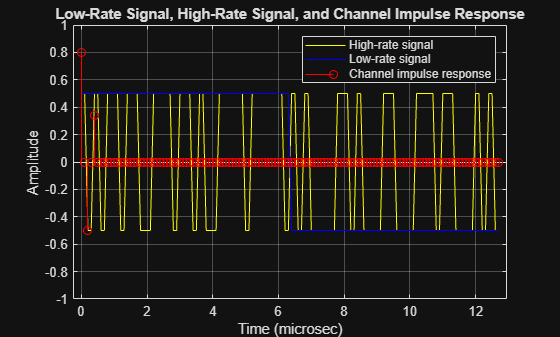 Low-Rate Signal, High-Rate Signal, and Channel Impulse Response
High-rate signal
Low-rate signal
Channel impulse response
Amplitude
1
0.8
0.6
0.4
0.2
0
-0.2
-0.4
-0.6
-0.8
-1
0 2 4 6 8 10 12
Time (microsec)